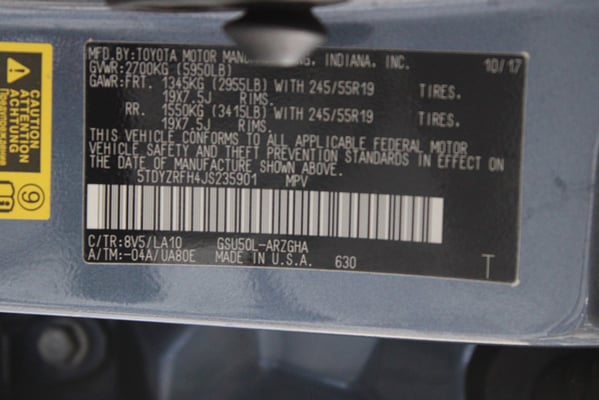 MFD. BY: TOYOTA MOTOR MANU NG, INDIANA, INC. 10/17
GVWR: 2700KG (5950LB)
GAWR: FRT. 1345KG (2955LB) WITH 245/55R19 TIRES.
19X7.5J RIMS.
RR. 1550KG (3415LB) WITH 245/55R19 TIRES.
19X7.5J RIMS.
THIS VEHICLE CONFORMS TO ALL APPLICABLE FEDERAL MOTOR
VEHICLE SAFETY AND THEFT PREVENTION STANDARDS IN EFFECT ON
THE DATE OF MANUFACTURE SHOWN ABOVE.
5TDYZRFH4JS235901 MPV
C/TR: 8V5/LA10 GSU50L-ARZGHA
A/TM: -04A/UA80E MADE IN U.S.A. 630 T
CAUTION
ATTENTION
Предупреждение
9